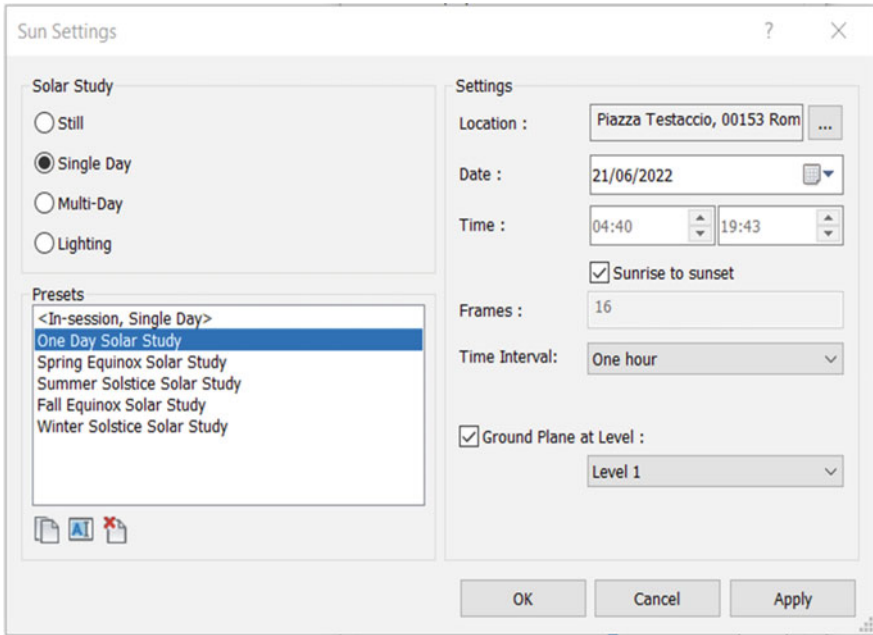 Sun Settings
?
Solar Study
Still
Single Day
Multi-Day
Lighting
Presets
<In-session, Single Day>
One Day Solar Study
Spring Equinox Solar Study
Summer Solstice Solar Study
Fall Equinox Solar Study
Winter Solstice Solar Study
AI
Settings
Location :
Piazza Testaccio, 00153 Rom
...
Date :
21/06/2022
Time :
04:40
19:43
Sunrise to sunset
Frames :
16
Time Interval:
One hour
Ground Plane at Level :
Level 1
OK
Cancel
Apply